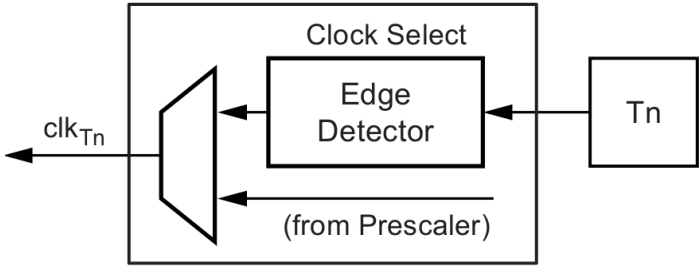 Clock Select
Edge
Detector
Tn
clkTn
(from Prescaler)